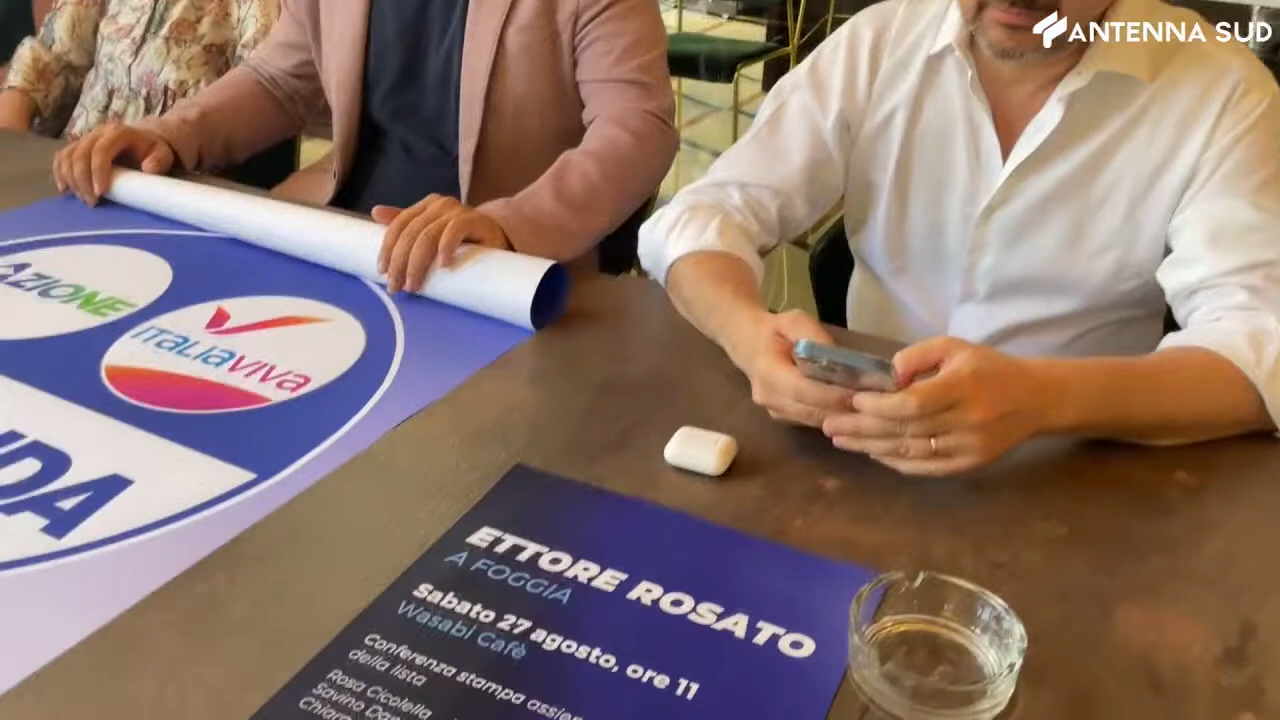 ANTENNA SUD
AZIONE
ITALIAVIVA
ETTORE ROSATO
A FOGGIA
Sabato 27 agosto, ore 11
Wasabi Cafè
Conferenza stampa
della lista
Rosa Cicolella
Savino